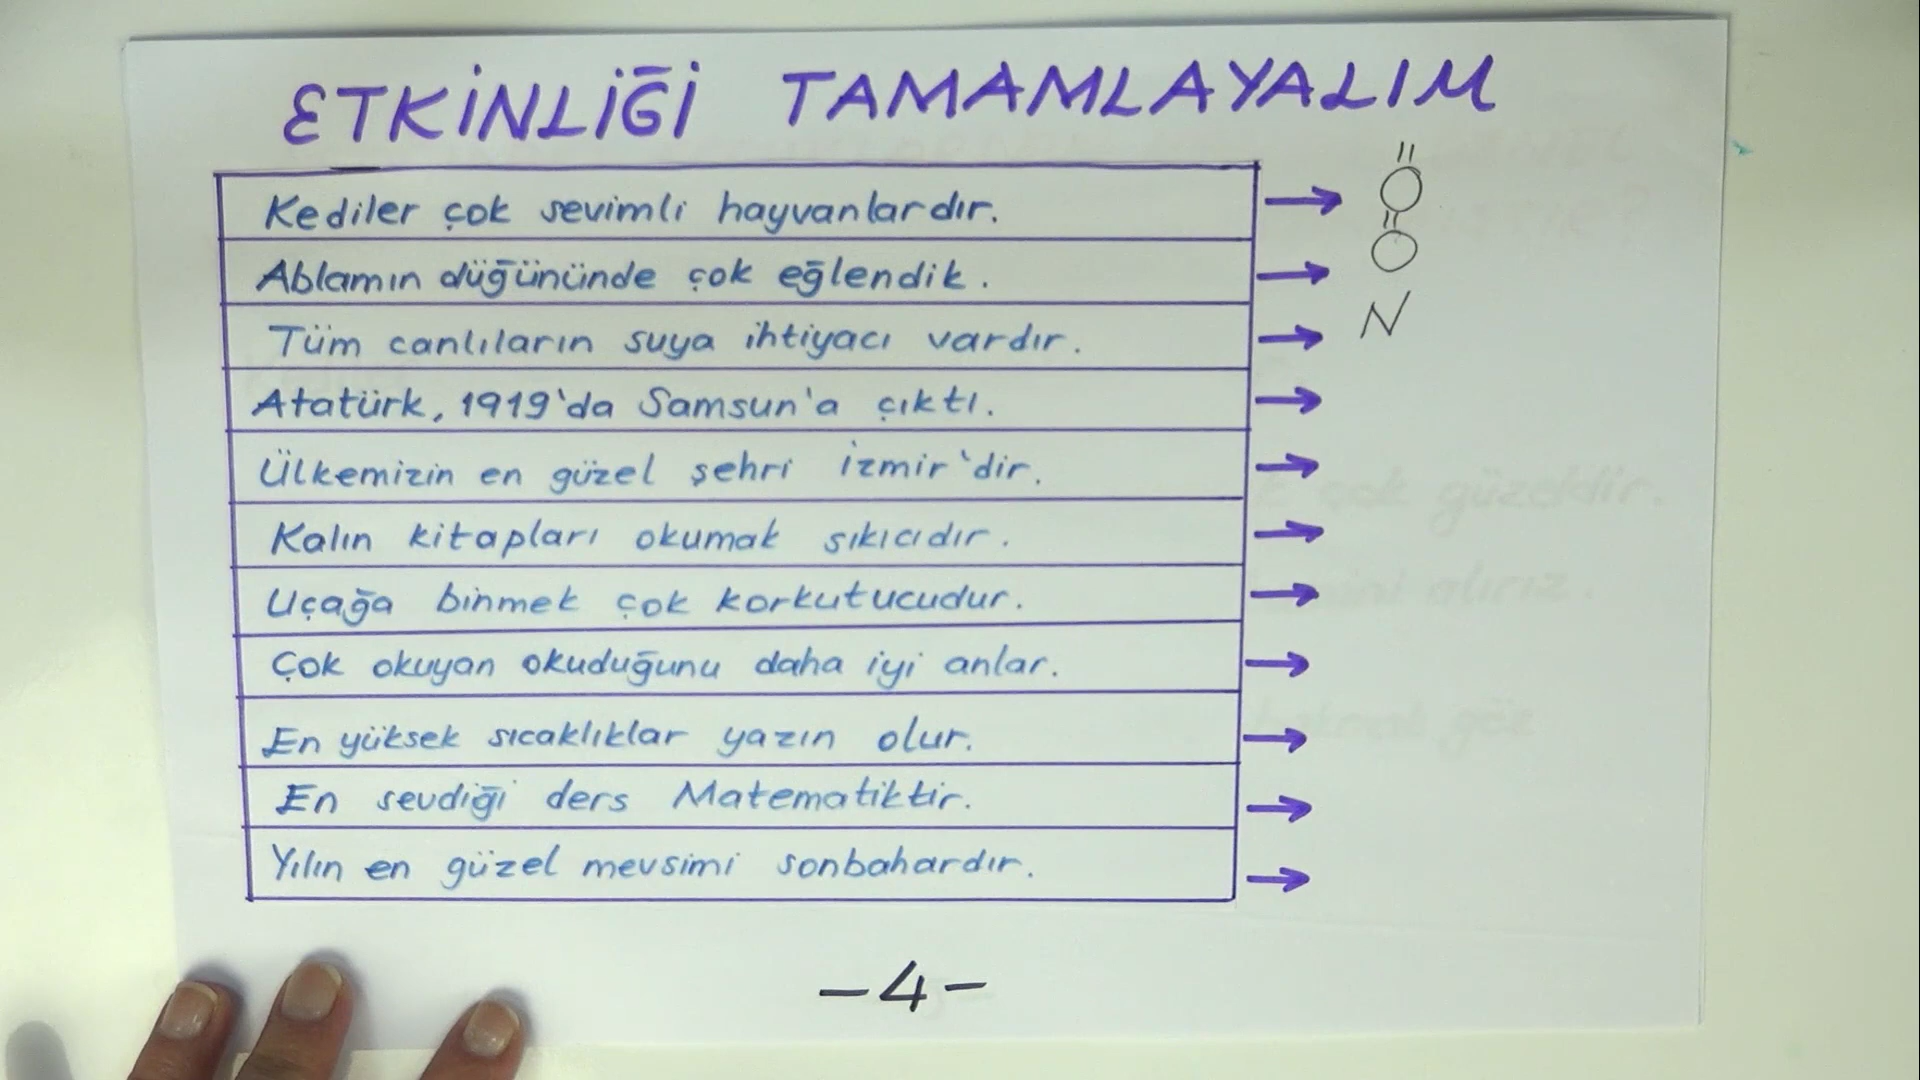 ETKİNLİĞİ TAMAMLAYALIM
Kediler çok sevimli hayvanlardır. → Ö
Ablamın düğününde çok eğlendik. → Ö
Tüm canlıların suya ihtiyacı vardır. → N
Atatürk, 1919'da Samsun'a çıktı. →
Ülkemizin en güzel şehri İzmir'dir. →
Kalın kitapları okumak sıkıcıdır. →
Uçağa binmek çok korkutucudur. →
Çok okuyan okuduğunu daha iyi anlar. →
En yüksek sıcaklıklar yazın olur. →
En sevdiği ders Matematiktir. →
Yılın en güzel mevsimi sonbahardır. →
-4-
çok güzeldir.